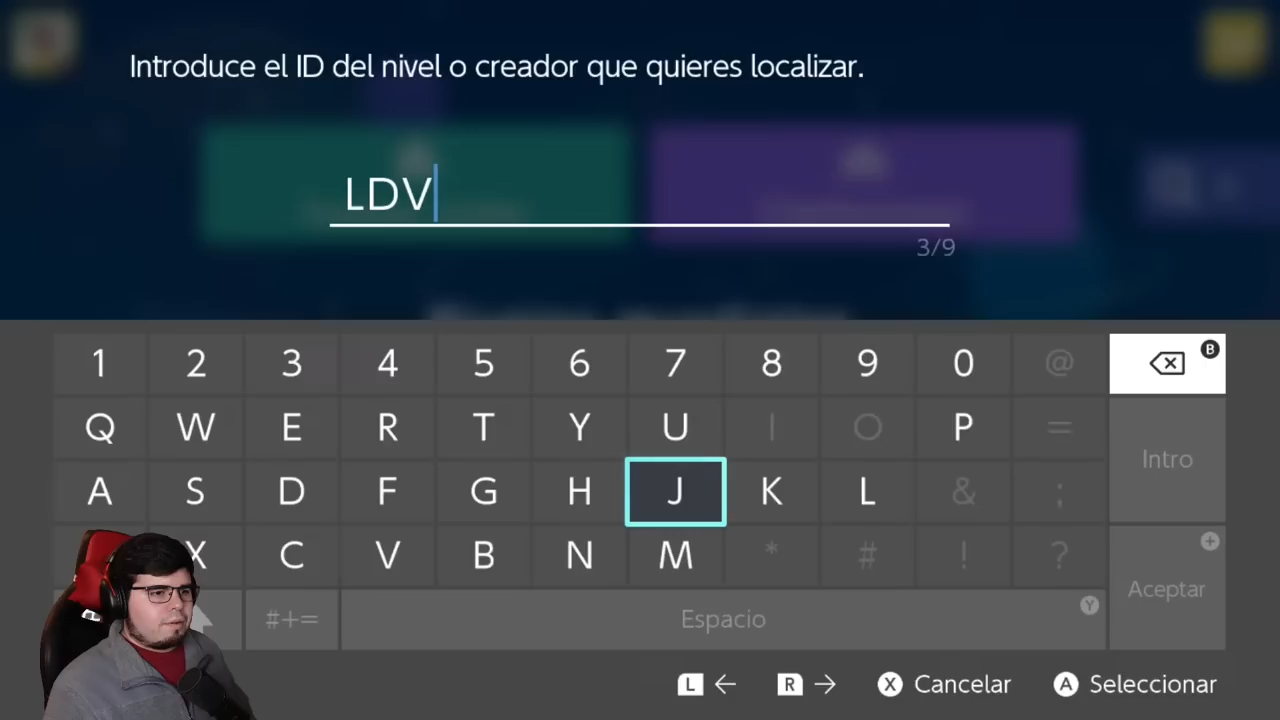 Introduce el ID del nivel o creador que quieres localizar.
LDV
3/9
1 2 3 4 5 6 7 8 9 0 @ B
Q W E R T Y U I O P = Intro
A S D F G H J K L & ;
X C V B N M * # ! ? + Aceptar
#+= Espacio Y
L ← R → X Cancelar A Seleccionar